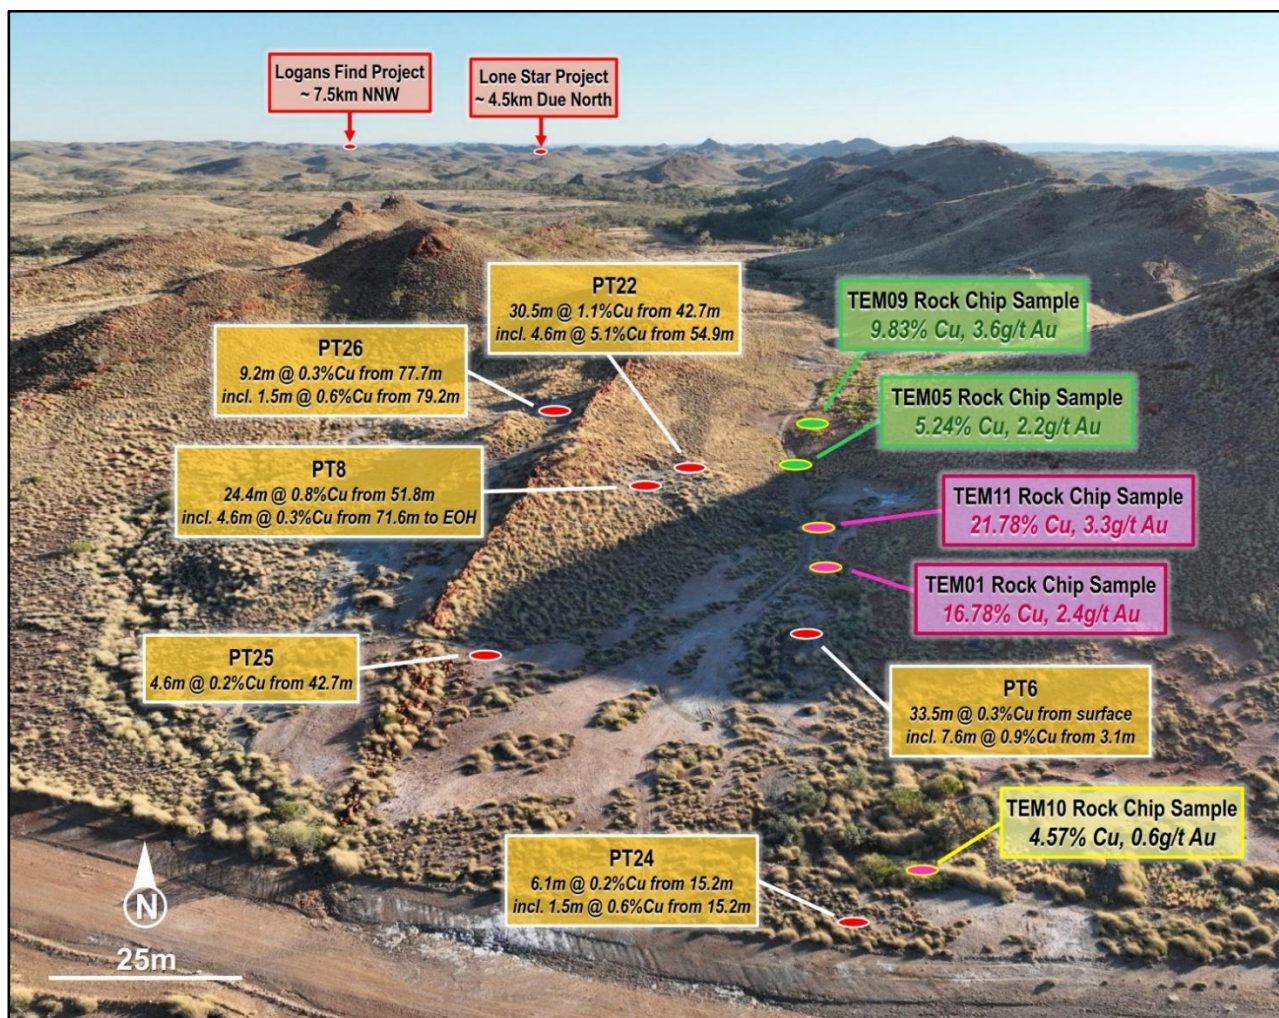 Logans Find Project
~ 7.5km NNW
Lone Star Project
~ 4.5km Due North
PT22
30.5m @ 1.1%Cu from 42.7m
incl. 4.6m @ 5.1%Cu from 54.9m
TEM09 Rock Chip Sample
9.83% Cu, 3.6g/t Au
PT26
9.2m @ 0.3%Cu from 77.7m
incl. 1.5m @ 0.6%Cu from 79.2m
TEM05 Rock Chip Sample
5.24% Cu, 2.2g/t Au
PT8
24.4m @ 0.8%Cu from 51.8m
incl. 4.6m @ 0.3%Cu from 71.6m to EOH
TEM11 Rock Chip Sample
21.78% Cu, 3.3g/t Au
TEM01 Rock Chip Sample
16.78% Cu, 2.4g/t Au
PT25
4.6m @ 0.2%Cu from 42.7m
PT6
33.5m @ 0.3%Cu from surface
incl. 7.6m @ 0.9%Cu from 3.1m
TEM10 Rock Chip Sample
4.57% Cu, 0.6g/t Au
PT24
6.1m @ 0.2%Cu from 15.2m
incl. 1.5m @ 0.6%Cu from 15.2m
N
25m